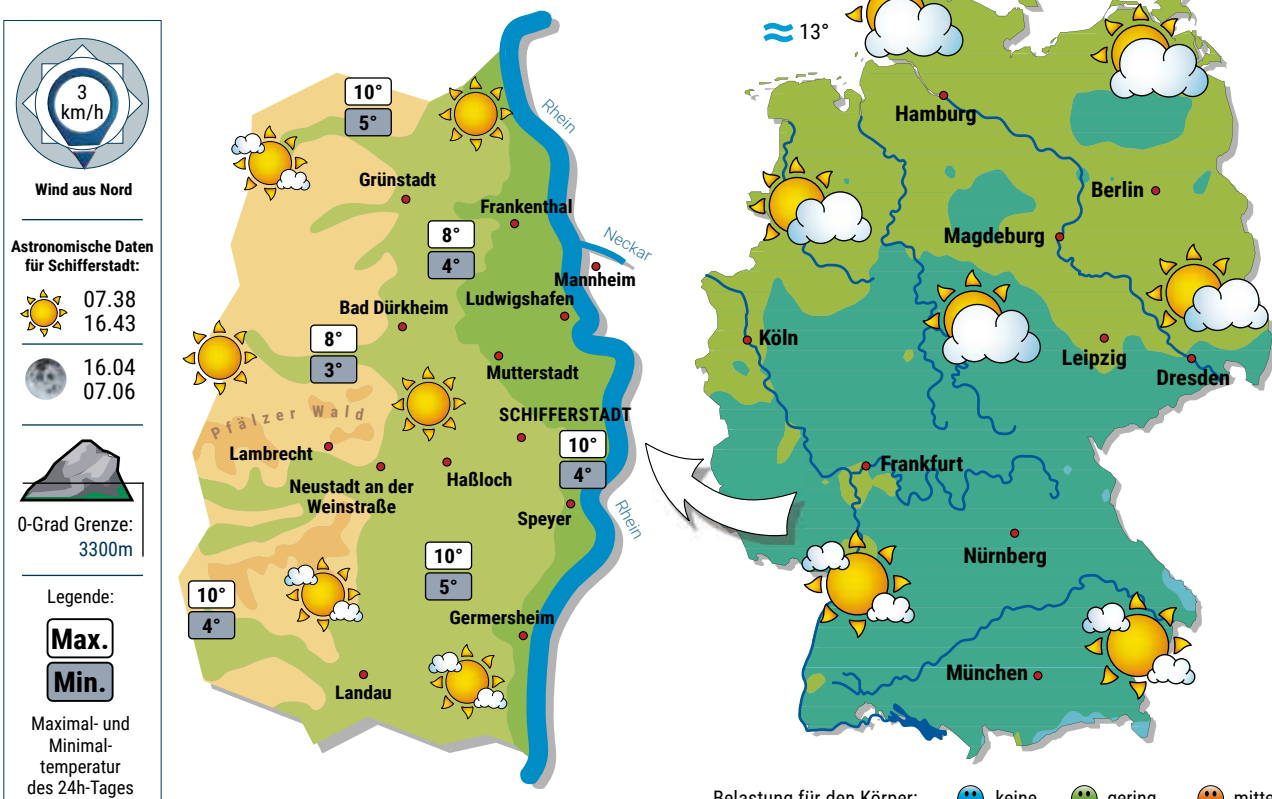 3
km/h
Wind aus Nord
Astronomische Daten
für Schifferstadt:
07.38
16.43
16.04
07.06
0-Grad Grenze:
3300m
Legende:
Max.
Min.
Maximal- und
Minimal-
temperatur
des 24h-Tages
10°
5°
Rhein
Grünstadt
Frankenthal
8°
4°
Neckar
Mannheim
Ludwigshafen
Bad Dürkheim
8°
3°
Mutterstadt
Pfälzer Wald
SCHIFFERSTADT
10°
4°
Lambrecht
Haßloch
Neustadt an der
Weinstraße
Speyer
Rhein
10°
5°
10°
4°
Germersheim
Landau
13°
Hamburg
Berlin
Magdeburg
Köln
Leipzig
Dresden
Frankfurt
Nürnberg
München
Belastung für den Körper: keine gering